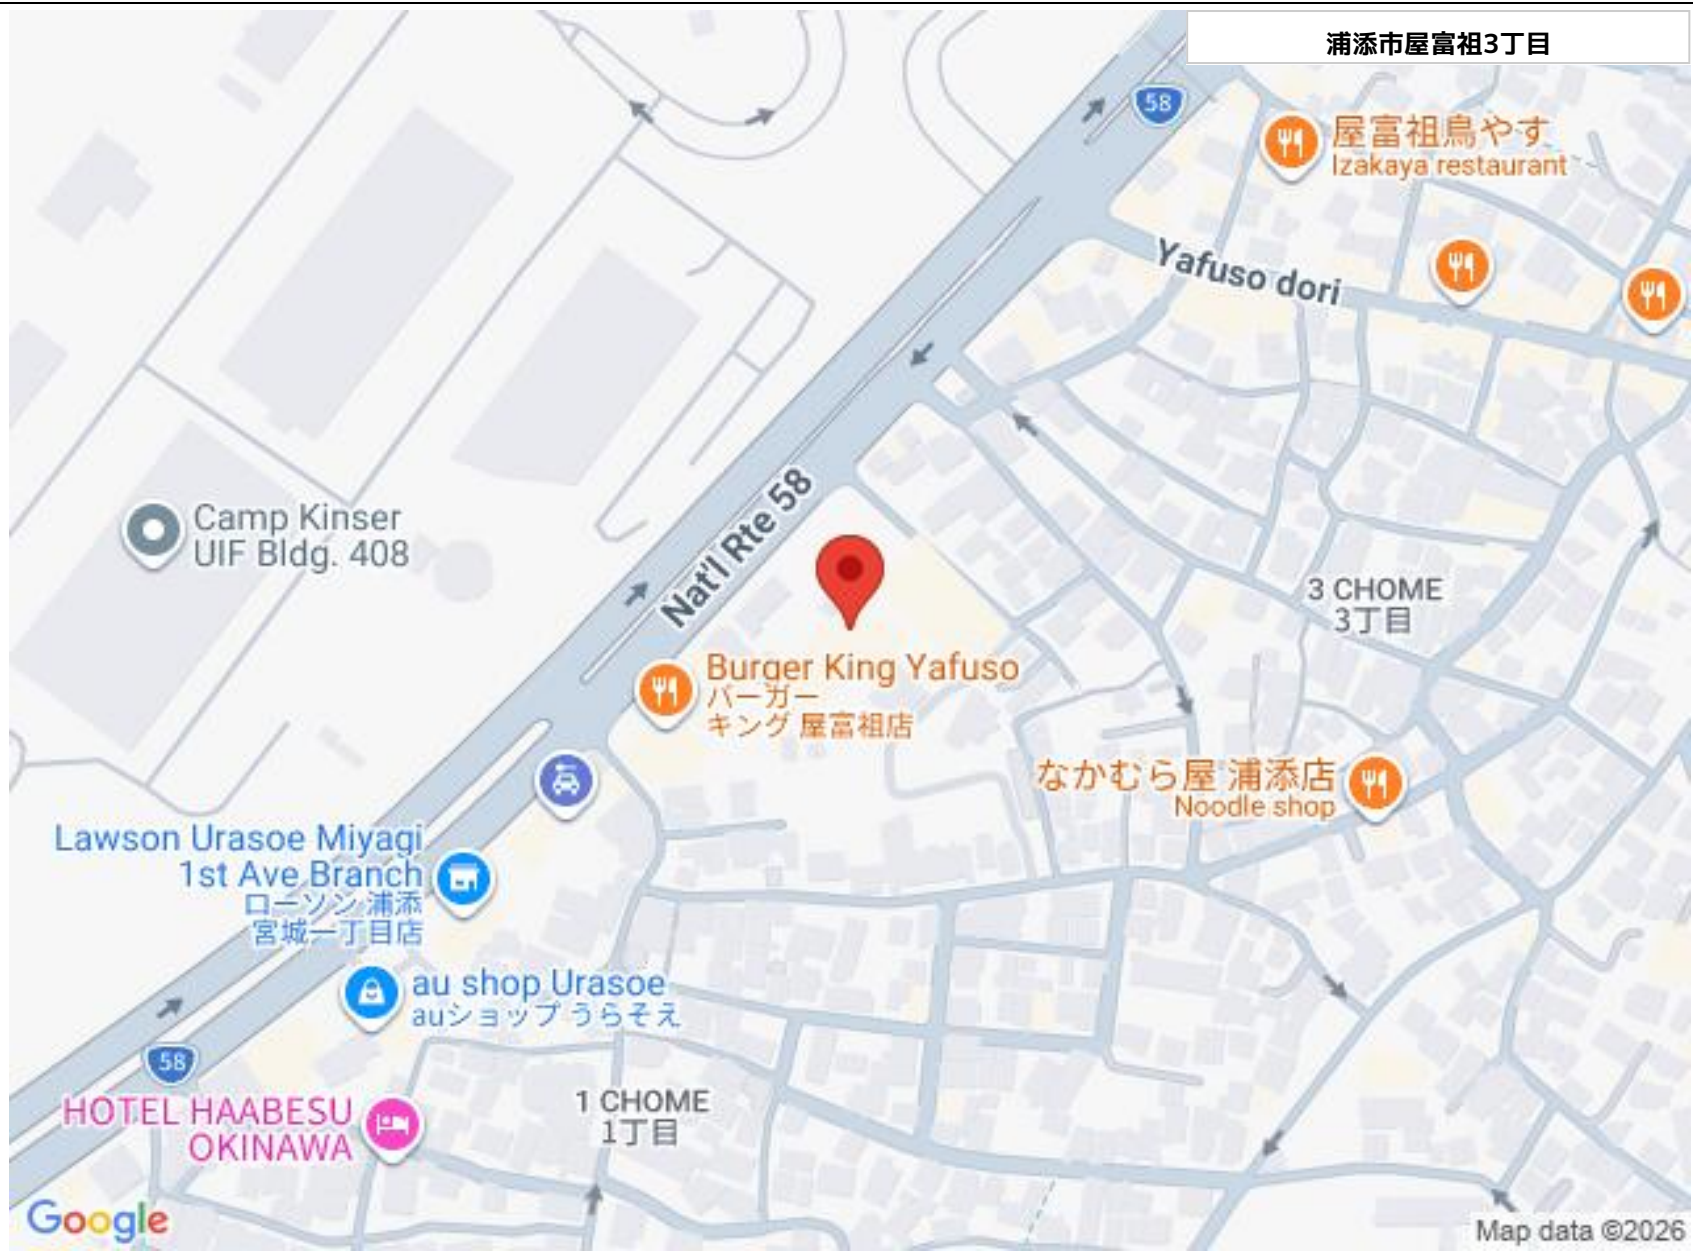 浦添市屋富祖3丁目
58
屋富祖鳥やす
Izakaya restaurant
Yafuso dori
Nat'l Rte 58
Camp Kinser
UIF Bldg. 408
3 CHOME
3丁目
Burger King Yafuso
バーガー
キング 屋富祖店
なかむら屋 浦添店
Noodle shop
Lawson Urasoe Miyagi
1st Ave Branch
ローソン 浦添
宮城一丁目店
au shop Urasoe
auショップ うらそえ
58
HOTEL HAABESU
OKINAWA
1 CHOME
1丁目
Google
Map data ©2026